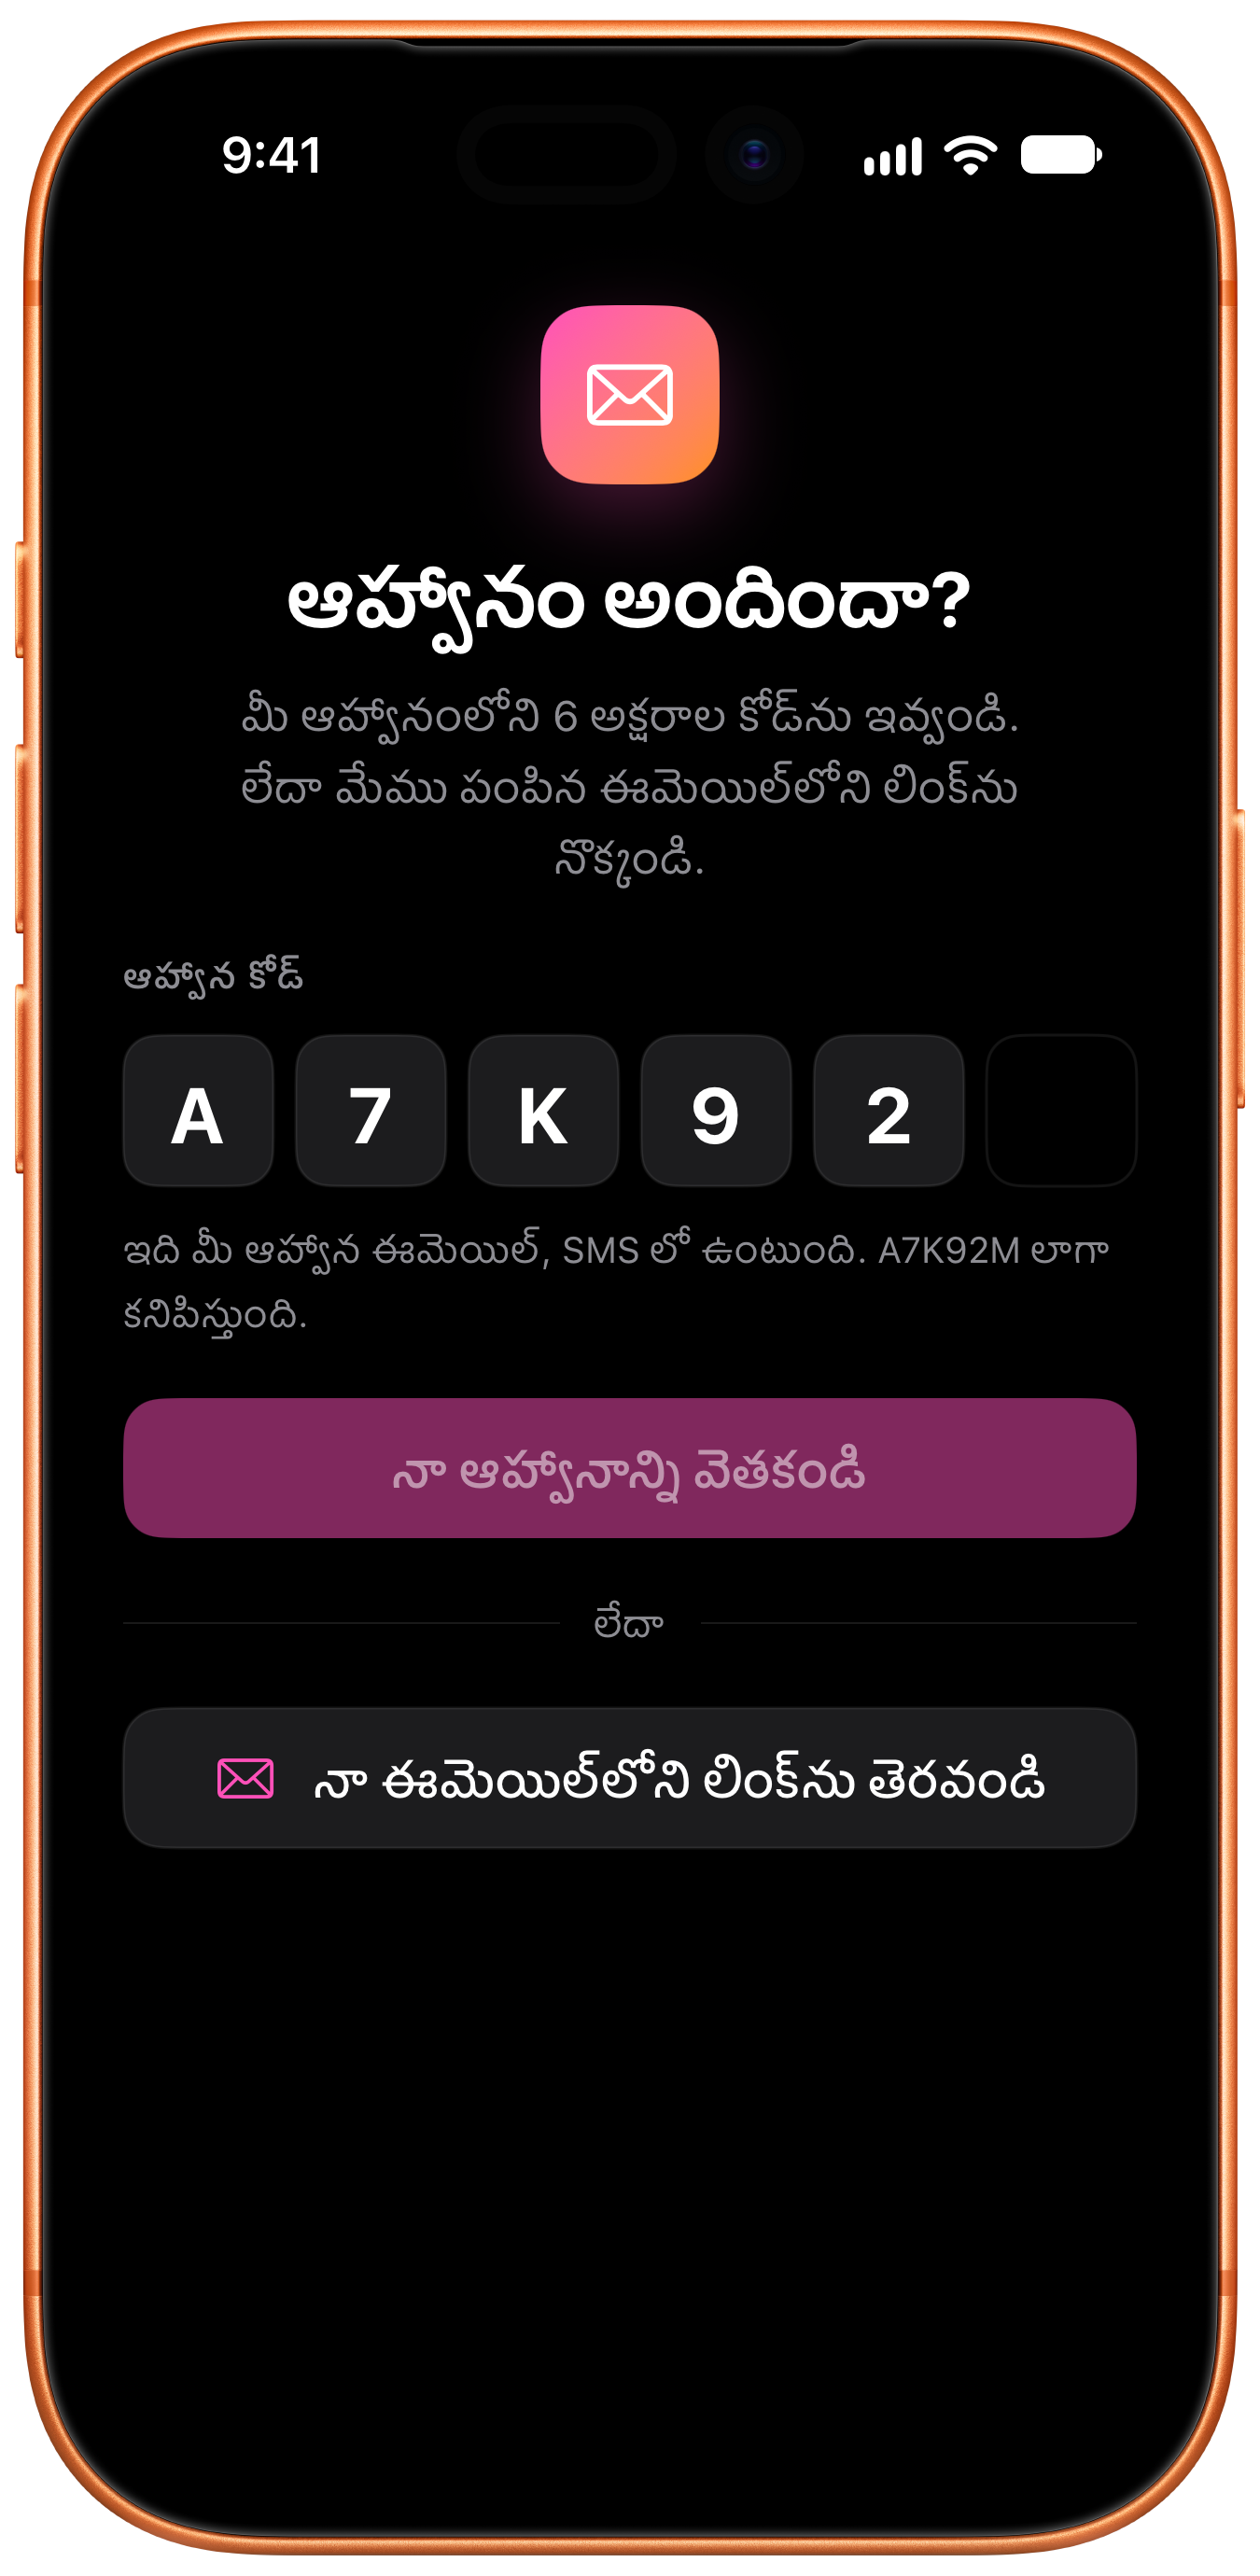 9:41
ఆహ్వానం అందిందా?
మీ ఆహ్వానంలోని 6 అక్షరాల కోడ్‌ను ఇవ్వండి.
లేదా మేము పంపిన ఈమెయిల్‌లోని లింక్‌ను
నొక్కండి.
ఆహ్వాన కోడ్
A 7 K 9 2
ఇది మీ ఆహ్వాన ఈమెయిల్, SMS లో ఉంటుంది. A7K92M లాగా
కనిపిస్తుంది.
నా ఆహ్వానాన్ని వెతకండి
లేదా
నా ఈమెయిల్‌లోని లింక్‌ను తెరవండి